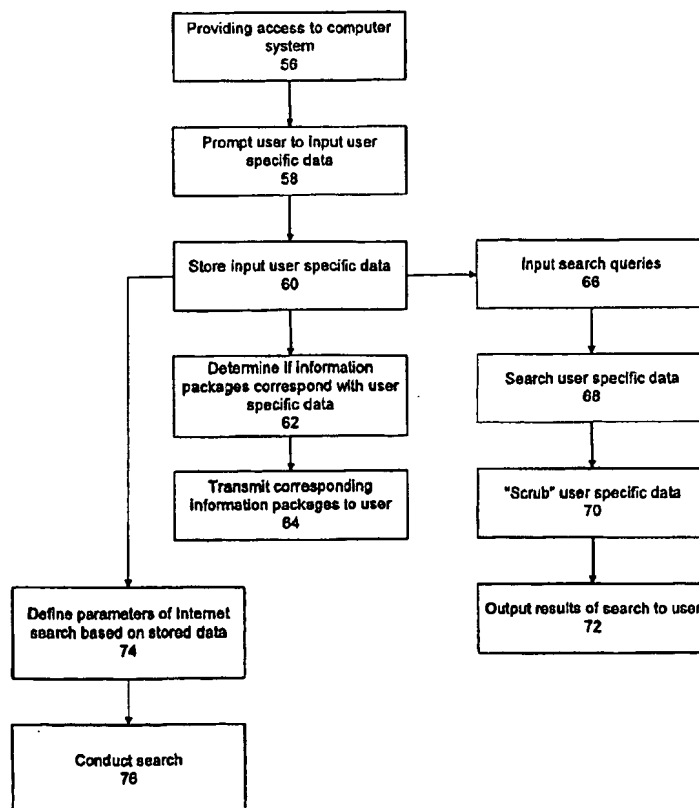 Providing access to computer
system
56
Prompt user to input user
specific data
58
Store input user specific data
60
Input search queries
66
Determine if information
packages correspond with user
specific data
62
Search user specific data
68
Transmit corresponding
information packages to user
64
"Scrub" user specific data
70
Define parameters of Internet
search based on stored data
74
Output results of search to user
72
Conduct search
76